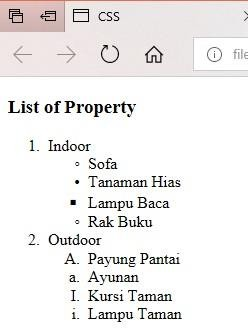 CSS
file
List of Property
1. Indoor
◦ Sofa
• Tanaman Hias
▪ Lampu Baca
◦ Rak Buku
2. Outdoor
A. Payung Pantai
a. Ayunan
I. Kursi Taman
i. Lampu Taman